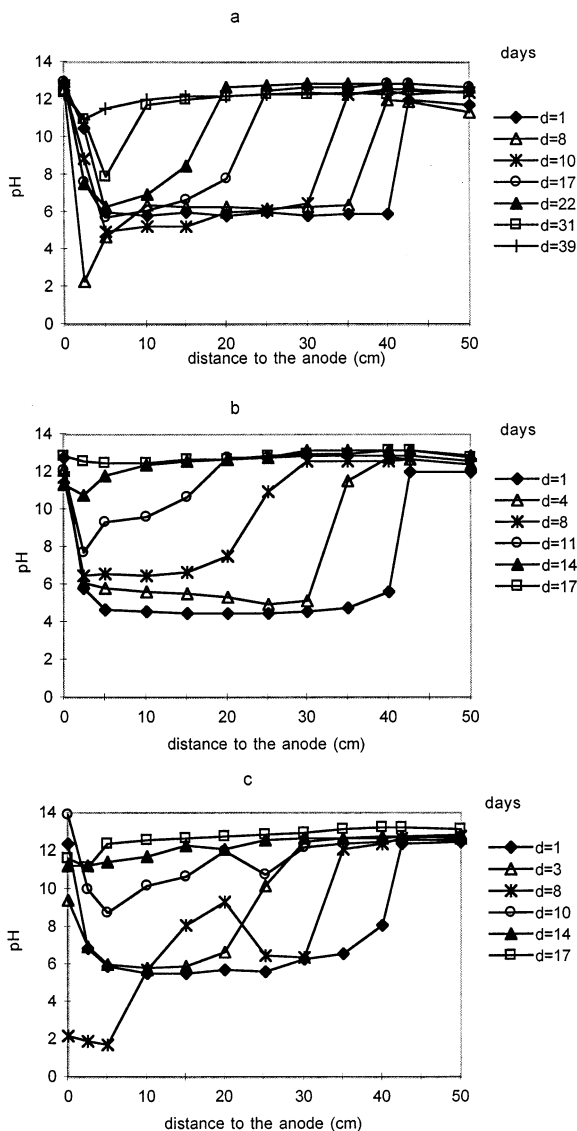 a
days
14
12
10
8
6
4
2
0
pH
0 10 20 30 40 50
distance to the anode (cm)
d=1
d=8
d=10
d=17
d=22
d=31
d=39
b
days
14
12
10
8
6
4
2
0
pH
0 10 20 30 40 50
distance to the anode (cm)
d=1
d=4
d=8
d=11
d=14
d=17
c
days
14
12
10
8
6
4
2
0
pH
0 10 20 30 40 50
distance to the anode (cm)
d=1
d=3
d=8
d=10
d=14
d=17